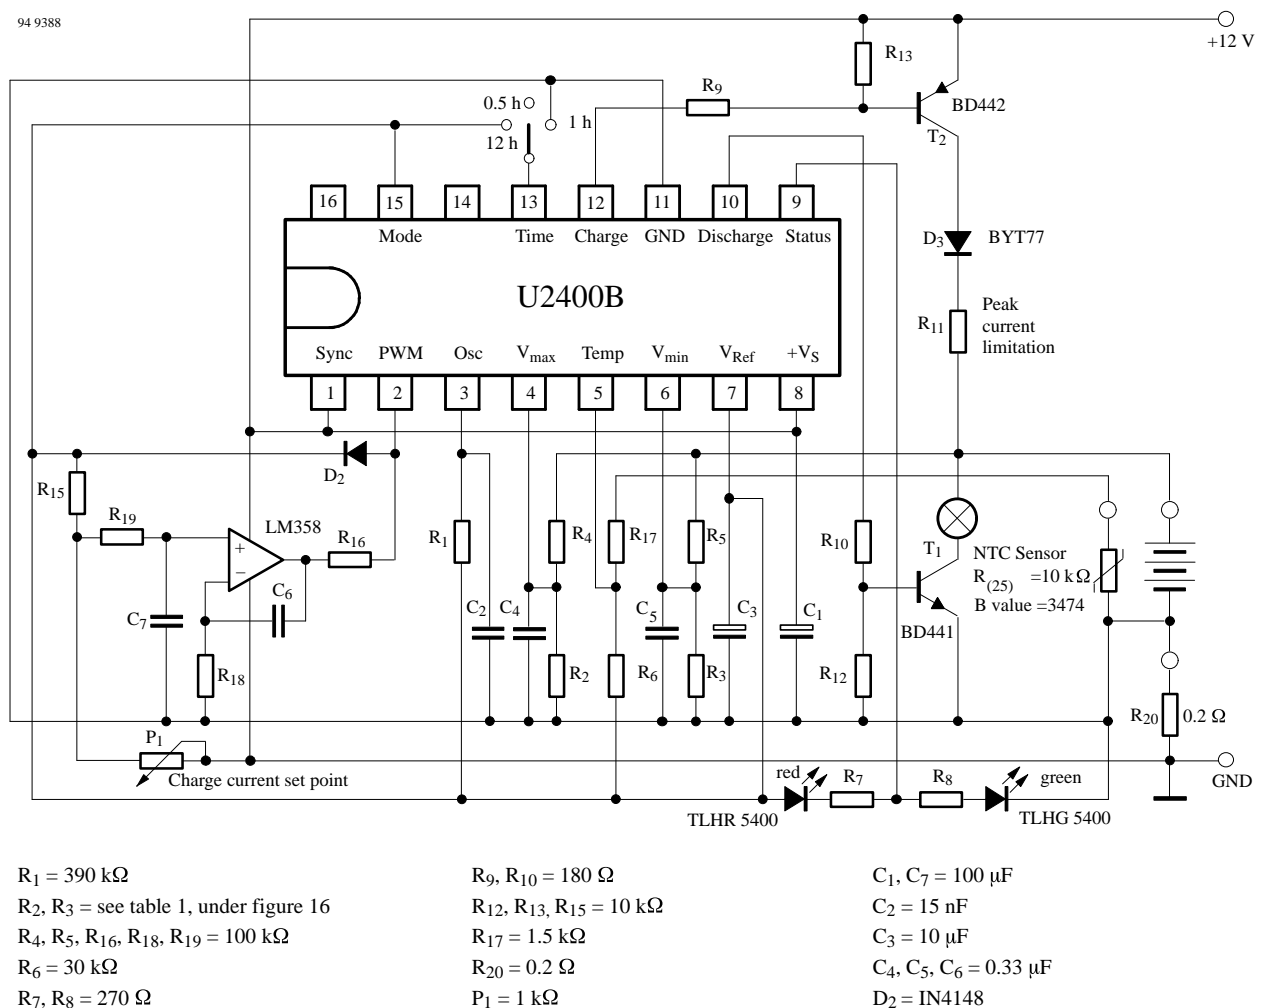 94 9388
+12 V
R13
R9
BD442
T2
0.5 h
1 h
12 h
16
15
14
13
12
11
10
9
Mode
Time
Charge
GND
Discharge
Status
D3
BYT77
U2400B
R11
Peak
current
limitation
Sync
PWM
Osc
Vmax
Temp
Vmin
VRef
+VS
1
2
3
4
5
6
7
8
D2
R15
R19
LM358
R16
R1
R4
R17
R5
R10
T1
NTC Sensor
R(25) =10 kΩ
B value =3474
+
−
C6
C7
C2
C4
C5
C3
C1
BD441
R18
R2
R6
R3
R12
R20
0.2 Ω
P1
Charge current set point
GND
red
R7
R8
green
TLHR 5400
TLHG 5400
R1 = 390 kΩ
R2, R3 = see table 1, under figure 16
R4, R5, R16, R18, R19 = 100 kΩ
R6 = 30 kΩ
R7, R8 = 270 Ω
R9, R10 = 180 Ω
R12, R13, R15 = 10 kΩ
R17 = 1.5 kΩ
R20 = 0.2 Ω
P1 = 1 kΩ
C1, C7 = 100 μF
C2 = 15 nF
C3 = 10 μF
C4, C5, C6 = 0.33 μF
D2 = IN4148